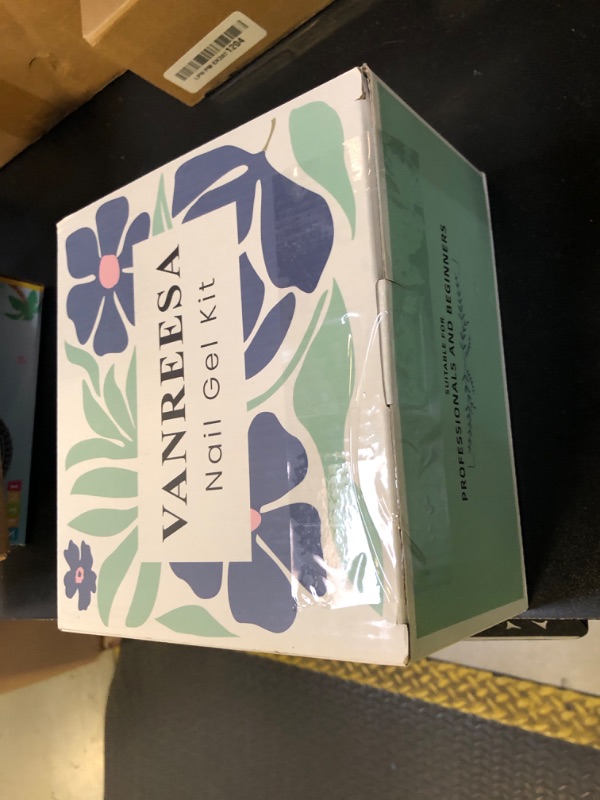 VANREESA
Nail Gel Kit
SUITABLE FOR
PROFESSIONALS AND BEGINNERS